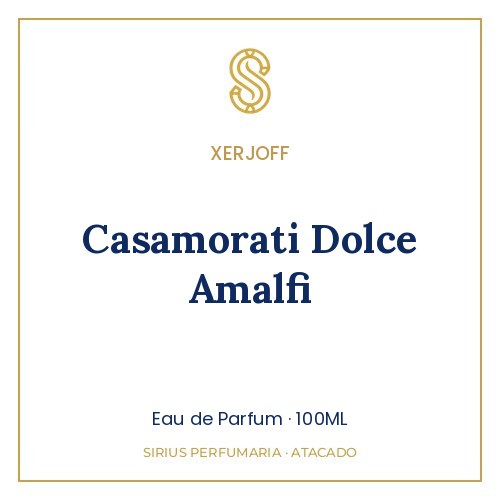 XERJOFF
Casamorati Dolce
Amalfi
Eau de Parfum · 100ML
SIRIUS PERFUMARIA · ATACADO